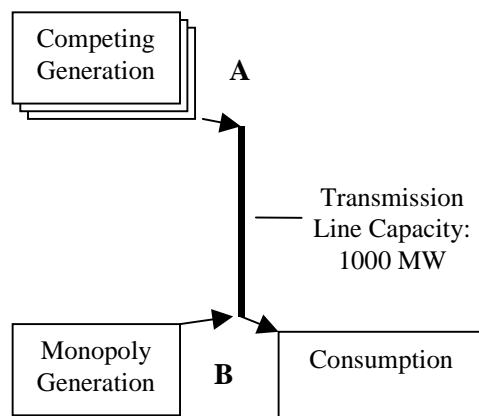 Competing
Generation
A
Transmission
Line Capacity:
1000 MW
Monopoly
Generation
B
Consumption